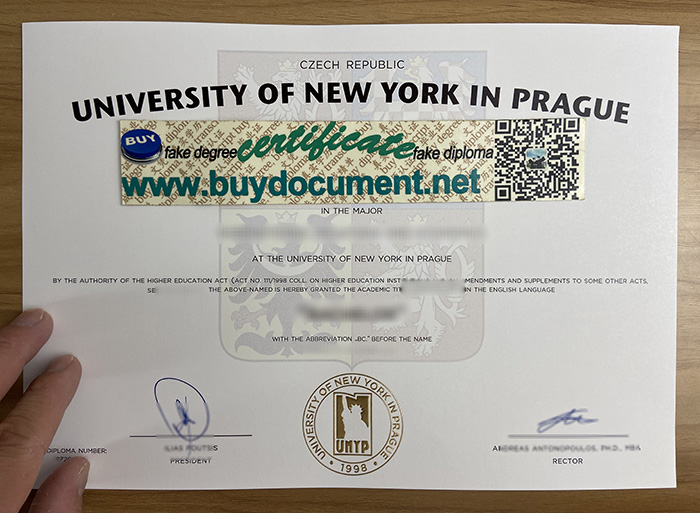 CZECH REPUBLIC
UNIVERSITY OF NEW YORK IN PRAGUE
BUY
fake degree certificate fake diploma
www.buydocument.net
IN THE MAJOR
AT THE UNIVERSITY OF NEW YORK IN PRAGUE
BY THE AUTHORITY OF THE HIGHER EDUCATION ACT (ACT NO. 111/1998 COLL. ON HIGHER EDUCATION AMENDMENTS AND SUPPLEMENTS TO SOME OTHER ACTS,
THE ABOVE-NAMED IS HEREBY GRANTED THE ACADEMIC IN THE ENGLISH LANGUAGE
WITH THE ABBREVIATION „BC.” BEFORE THE NAME
UNIVERSITY OF NEW YORK IN PRAGUE
UNYP
• 1998 •
DIPLOMA NUMBER:
ILIAS FOUTSIS
PRESIDENT
ANDREAS ANTONOPOULOS, PH.D., MBA
RECTOR